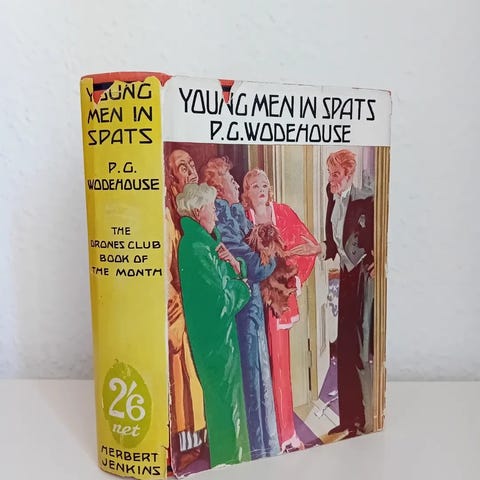 YOUNG
MEN IN
SPATS
P.G.
WODEHOUSE
THE
DRONES CLUB
BOOK OF
THE MONTH
2/6
net
HERBERT
JENKINS
YOUNG MEN IN SPATS
P.G.WODEHOUSE